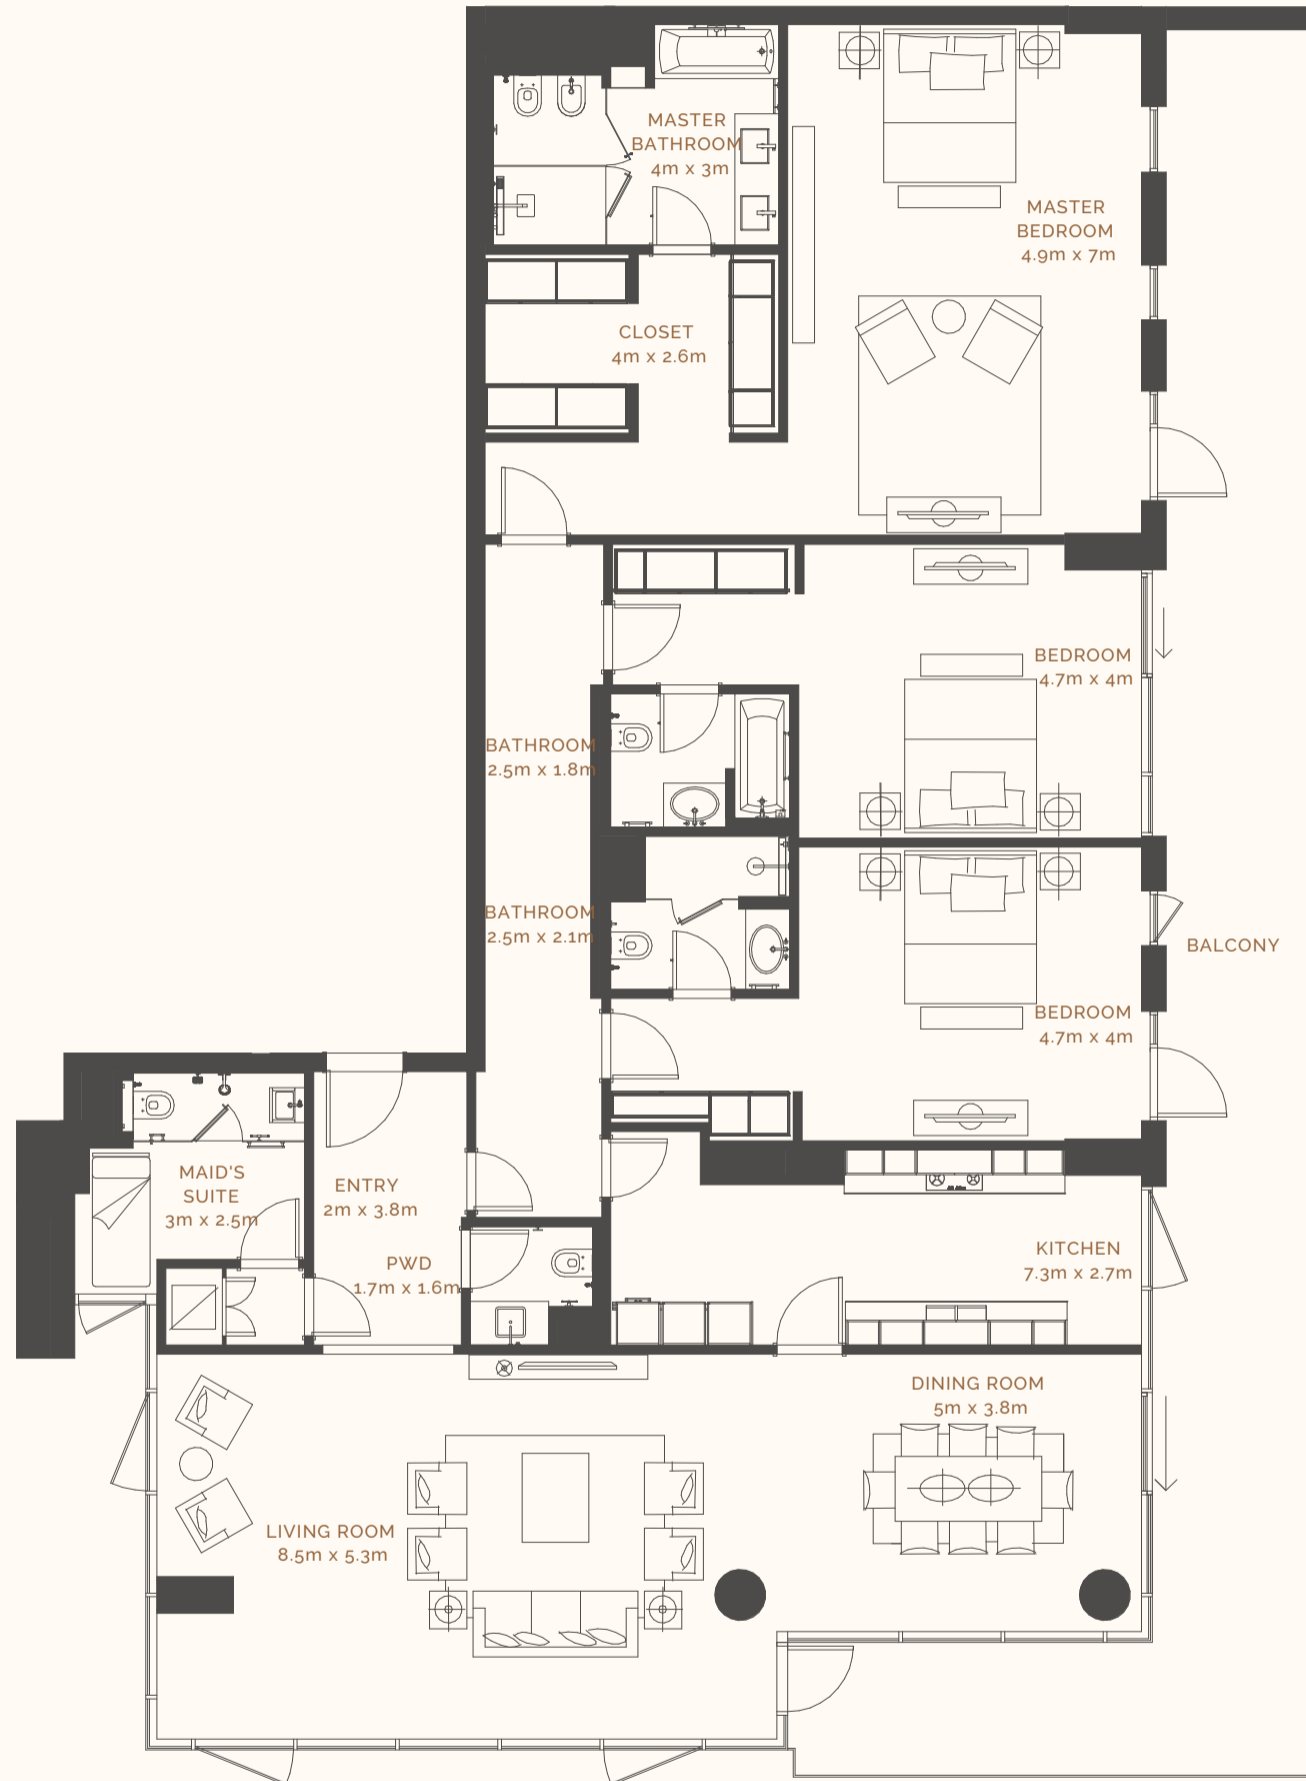 MASTER
BATHROOM
4m x 3m
MASTER
BEDROOM
4.9m x 7m
CLOSET
4m x 2.6m
BEDROOM
4.7m x 4m
BATHROOM
2.5m x 1.8m
BATHROOM
2.5m x 2.1m
BALCONY
BEDROOM
4.7m x 4m
MAID'S
SUITE
3m x 2.5m
ENTRY
2m x 3.8m
PWD
1.7m x 1.6m
KITCHEN
7.3m x 2.7m
DINING ROOM
5m x 3.8m
LIVING ROOM
8.5m x 5.3m